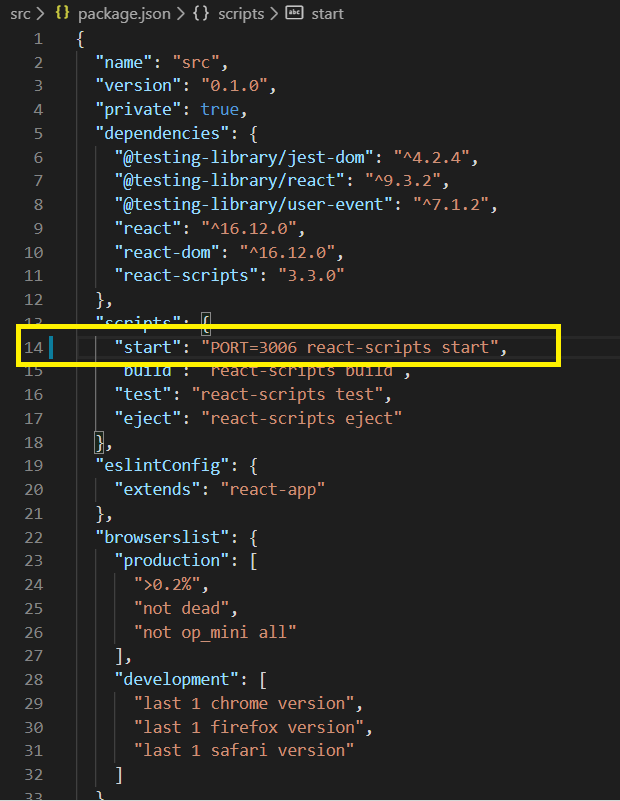 src > {} package.json > {} scripts > abc start
1 {
2 "name": "src",
3 "version": "0.1.0",
4 "private": true,
5 "dependencies": {
6 "@testing-library/jest-dom": "^4.2.4",
7 "@testing-library/react": "^9.3.2",
8 "@testing-library/user-event": "^7.1.2",
9 "react": "^16.12.0",
10 "react-dom": "^16.12.0",
11 "react-scripts": "3.3.0"
12 },
13 "scripts": {
14 "start": "PORT=3006 react-scripts start",
15 "build": "react-scripts build",
16 "test": "react-scripts test",
17 "eject": "react-scripts eject"
18 },
19 "eslintConfig": {
20 "extends": "react-app"
21 },
22 "browserslist": {
23 "production": [
24 ">0.2%",
25 "not dead",
26 "not op_mini all"
27 ],
28 "development": [
29 "last 1 chrome version",
30 "last 1 firefox version",
31 "last 1 safari version"
32 ]
33 }